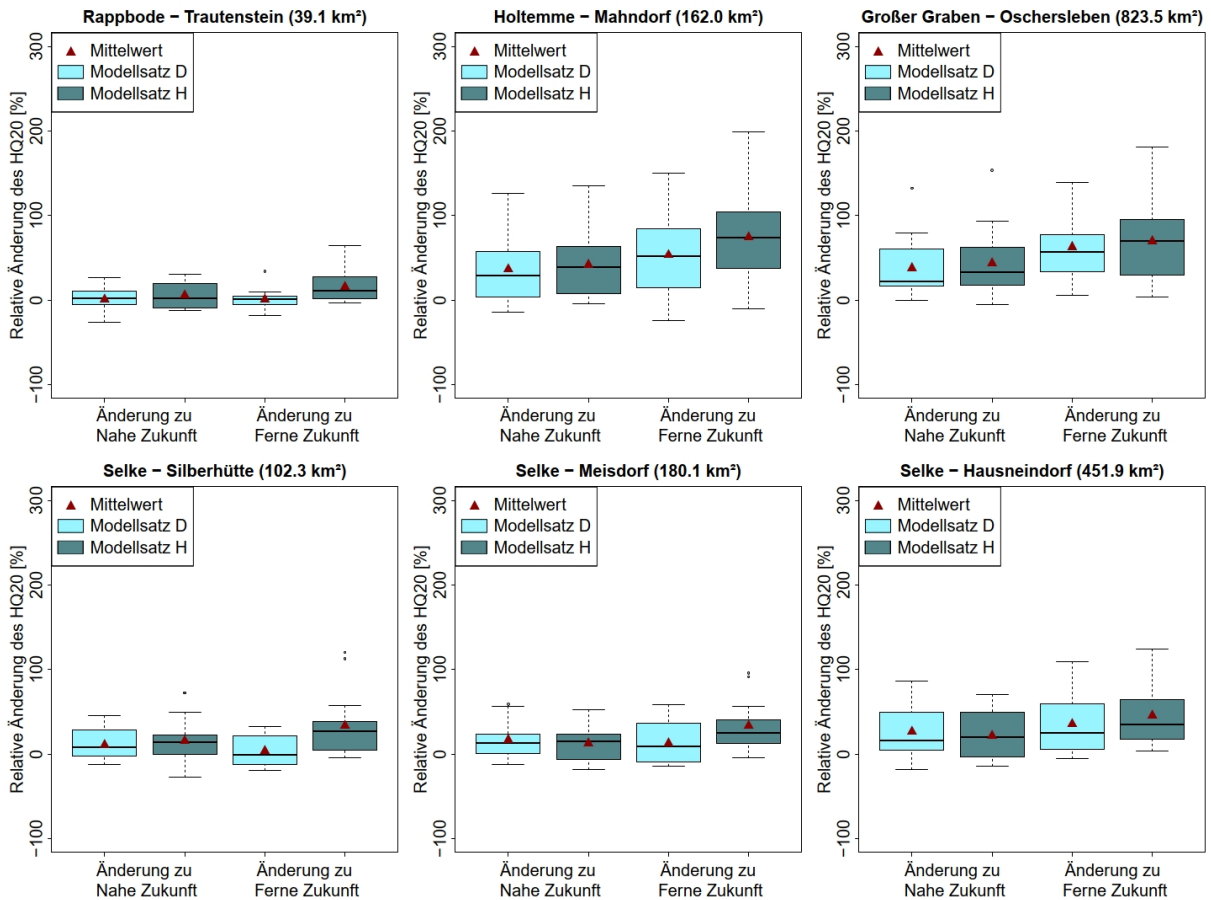 Rappbode − Trautenstein (39.1 km²)
Relative Änderung des HQ20 [%]
300
200
100
0
−100
Mittelwert
Modellsatz D
Modellsatz H
Änderung zu
Nahe Zukunft
Änderung zu
Ferne Zukunft
Holtemme − Mahndorf (162.0 km²)
Relative Änderung des HQ20 [%]
300
200
100
0
−100
Mittelwert
Modellsatz D
Modellsatz H
Änderung zu
Nahe Zukunft
Änderung zu
Ferne Zukunft
Großer Graben − Oschersleben (823.5 km²)
Relative Änderung des HQ20 [%]
300
200
100
0
−100
Mittelwert
Modellsatz D
Modellsatz H
Änderung zu
Nahe Zukunft
Änderung zu
Ferne Zukunft
Selke − Silberhütte (102.3 km²)
Relative Änderung des HQ20 [%]
300
200
100
0
−100
Mittelwert
Modellsatz D
Modellsatz H
Änderung zu
Nahe Zukunft
Änderung zu
Ferne Zukunft
Selke − Meisdorf (180.1 km²)
Relative Änderung des HQ20 [%]
300
200
100
0
−100
Mittelwert
Modellsatz D
Modellsatz H
Änderung zu
Nahe Zukunft
Änderung zu
Ferne Zukunft
Selke − Hausneindorf (451.9 km²)
Relative Änderung des HQ20 [%]
300
200
100
0
−100
Mittelwert
Modellsatz D
Modellsatz H
Änderung zu
Nahe Zukunft
Änderung zu
Ferne Zukunft